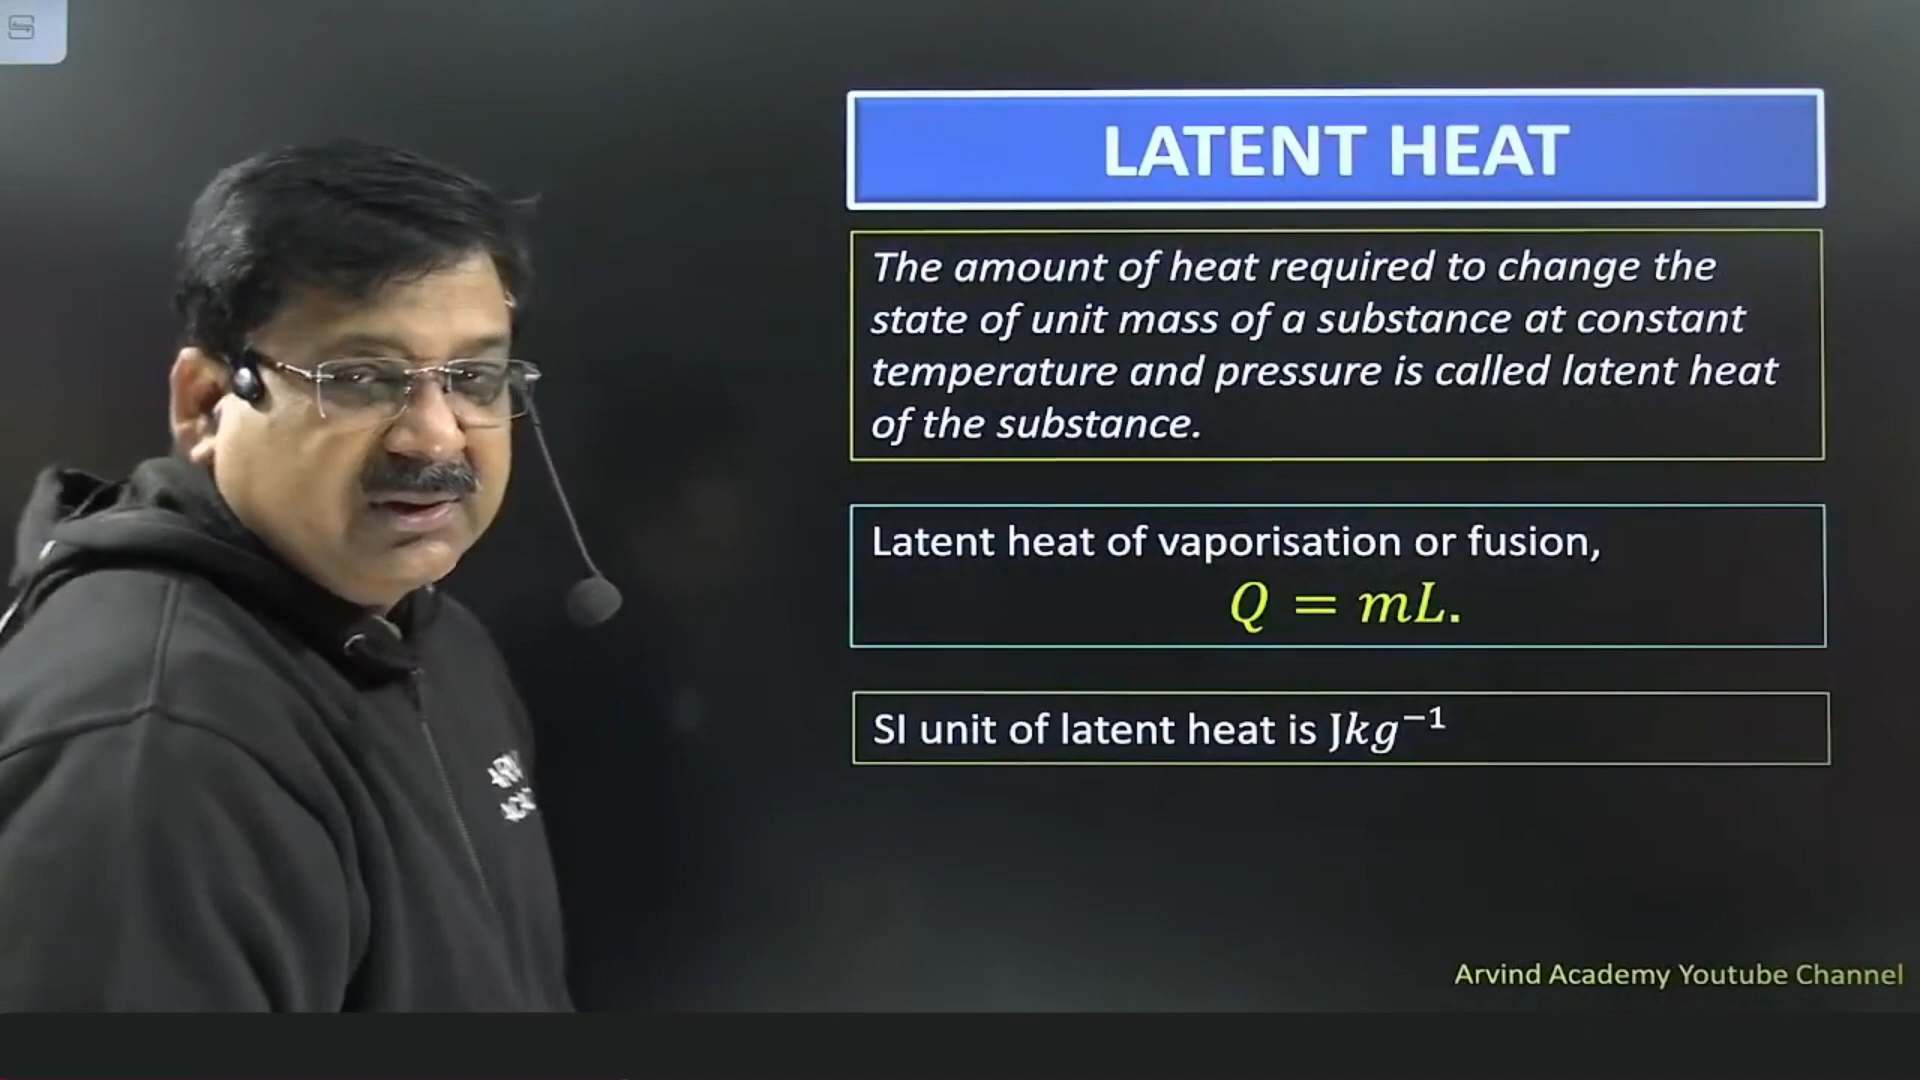 LATENT HEAT
The amount of heat required to change the
state of unit mass of a substance at constant
temperature and pressure is called latent heat
of the substance.
Latent heat of vaporisation or fusion,
Q = mL.
SI unit of latent heat is Jkg⁻¹
Arvind Academy Youtube Channel